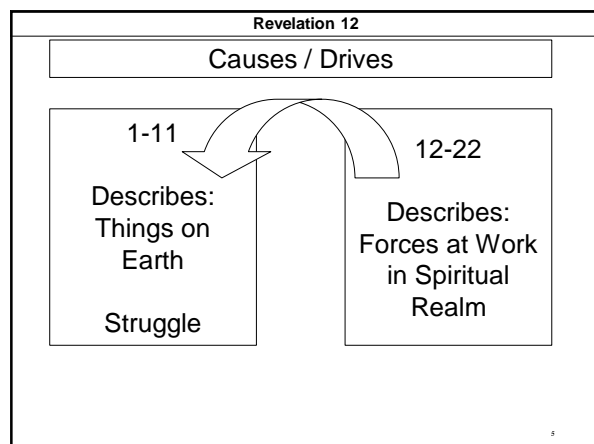 Revelation 12
Causes / Drives
1-11
Describes:
Things on
Earth
Struggle
12-22
Describes:
Forces at Work
in Spiritual
Realm
5